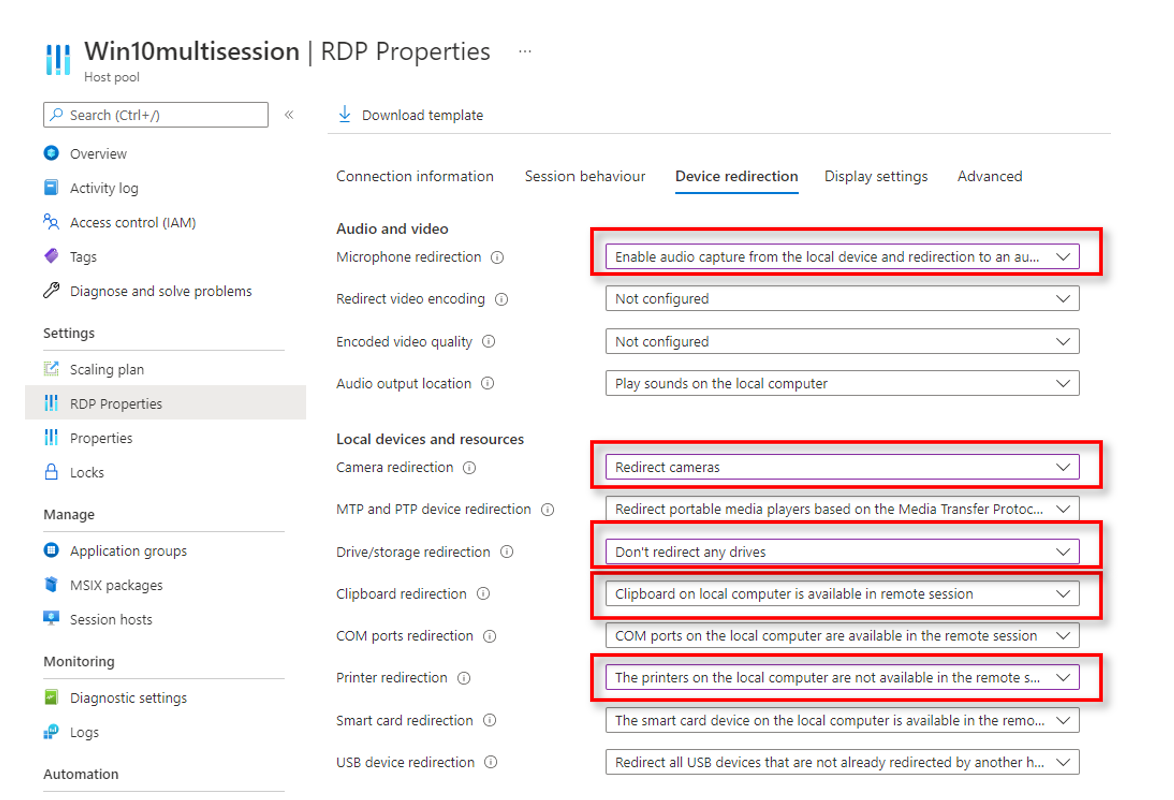 Win10multisession | RDP Properties ...
Host pool
Search (Ctrl+/)
«
Download template
Overview
Activity log
Access control (IAM)
Tags
Diagnose and solve problems
Settings
Scaling plan
RDP Properties
Properties
Locks
Manage
Application groups
MSIX packages
Session hosts
Monitoring
Diagnostic settings
Logs
Automation
Connection information Session behaviour Device redirection Display settings Advanced
Audio and video
Microphone redirection Enable audio capture from the local device and redirection to an au...
Redirect video encoding Not configured
Encoded video quality Not configured
Audio output location Play sounds on the local computer
Local devices and resources
Camera redirection Redirect cameras
MTP and PTP device redirection Redirect portable media players based on the Media Transfer Protoc...
Drive/storage redirection Don't redirect any drives
Clipboard redirection Clipboard on local computer is available in remote session
COM ports redirection COM ports on the local computer are available in the remote session
Printer redirection The printers on the local computer are not available in the remote s...
Smart card redirection The smart card device on the local computer is available in the remo...
USB device redirection Redirect all USB devices that are not already redirected by another h...